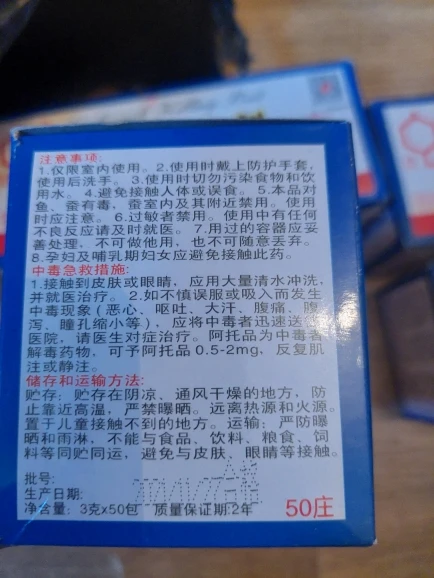 注意事项:
1.仅限室内使用。2.使用时戴上防护手套，
使用后洗手。3.使用时切勿污染食物和饮
用水。4.避免接触人体或误食。5.本品对
鱼、蚕有毒，蚕室内及其附近禁用。使用
时应注意。6.过敏者禁用。使用中有任何
不良反应请及时就医。7.用过的容器应妥
善处理，不可做他用，也不可随意丢弃。
8.孕妇及哺乳期妇女应避免接触此药。
中毒急救措施:
1.接触到皮肤或眼睛，应用大量清水冲洗，
并就医治疗。2.如不慎误服或吸入而发生
中毒现象(恶心、呕吐、大汗、腹痛、腹
泻、瞳孔缩小等)，应将中毒者迅速送
医院，请医生对症治疗。阿托品为中毒者
解毒药物，可予阿托品0.5-2mg，反复肌
注或静注。
储存和运输方法:
贮存: 贮存在阴凉、通风干燥的地方，防
止靠近高温，严禁曝晒。远离热源和火源。
置于儿童接触不到的地方。运输: 严防曝
晒和雨淋，不能与食品、饮料、粮食、饲
料等同贮同运，避免与皮肤、眼睛等接触。
批号:
生产日期:
净含量: 3克x50包 质量保证期:2年
50庄